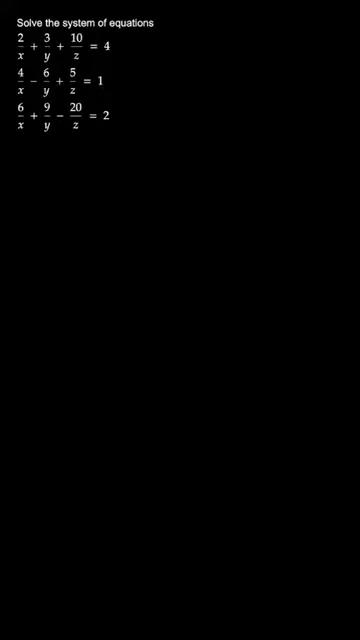 Solve the system of equations
2/x + 3/y + 10/z = 4
4/x − 6/y + 5/z = 1
6/x + 9/y − 20/z = 2